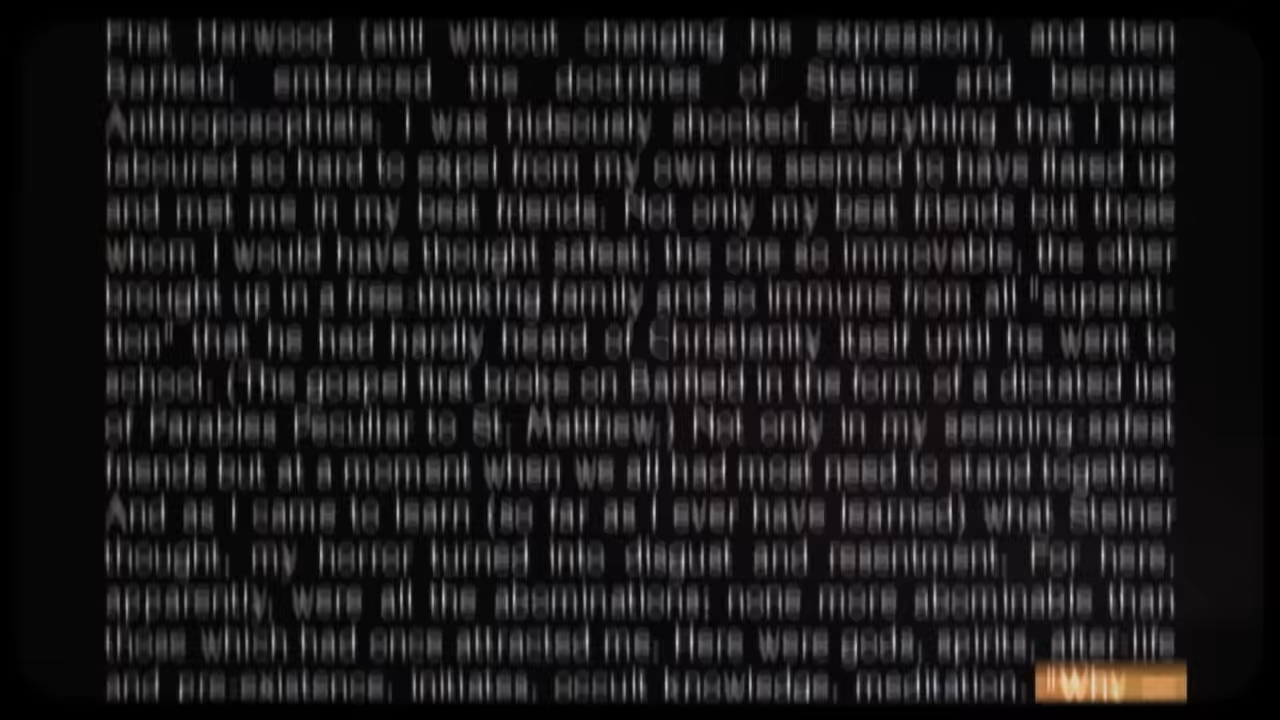 First Harwood (still without changing his expression), and then
Barfield, embraced the doctrines of Steiner and became
Anthroposophists. I was hideously shocked. Everything that I had
laboured so hard to expel from my own life seemed to have flared up
and met me in my best friends. Not only my best friends but those
whom I would have thought safest; the one so immovable, the other
brought up in a free-thinking family and so immune from all "supersti-
tion" that he had hardly heard of Christianity itself until he went to
school. (The gospel first broke on Barfield in the form of a dictated list
of Parables Peculiar to St. Matthew.) Not only in my seeming-safest
friends but at a moment when we all had most need to stand together.
And as I came to learn (so far as I ever have learned) what Steiner
thought, my horror turned into disgust and resentment. For here,
apparently, were all the abominations; none more abominable than
those which had once attracted me. Here were gods, spirits, after-life
and pre-existence, initiates, occult knowledge, meditation. "Why